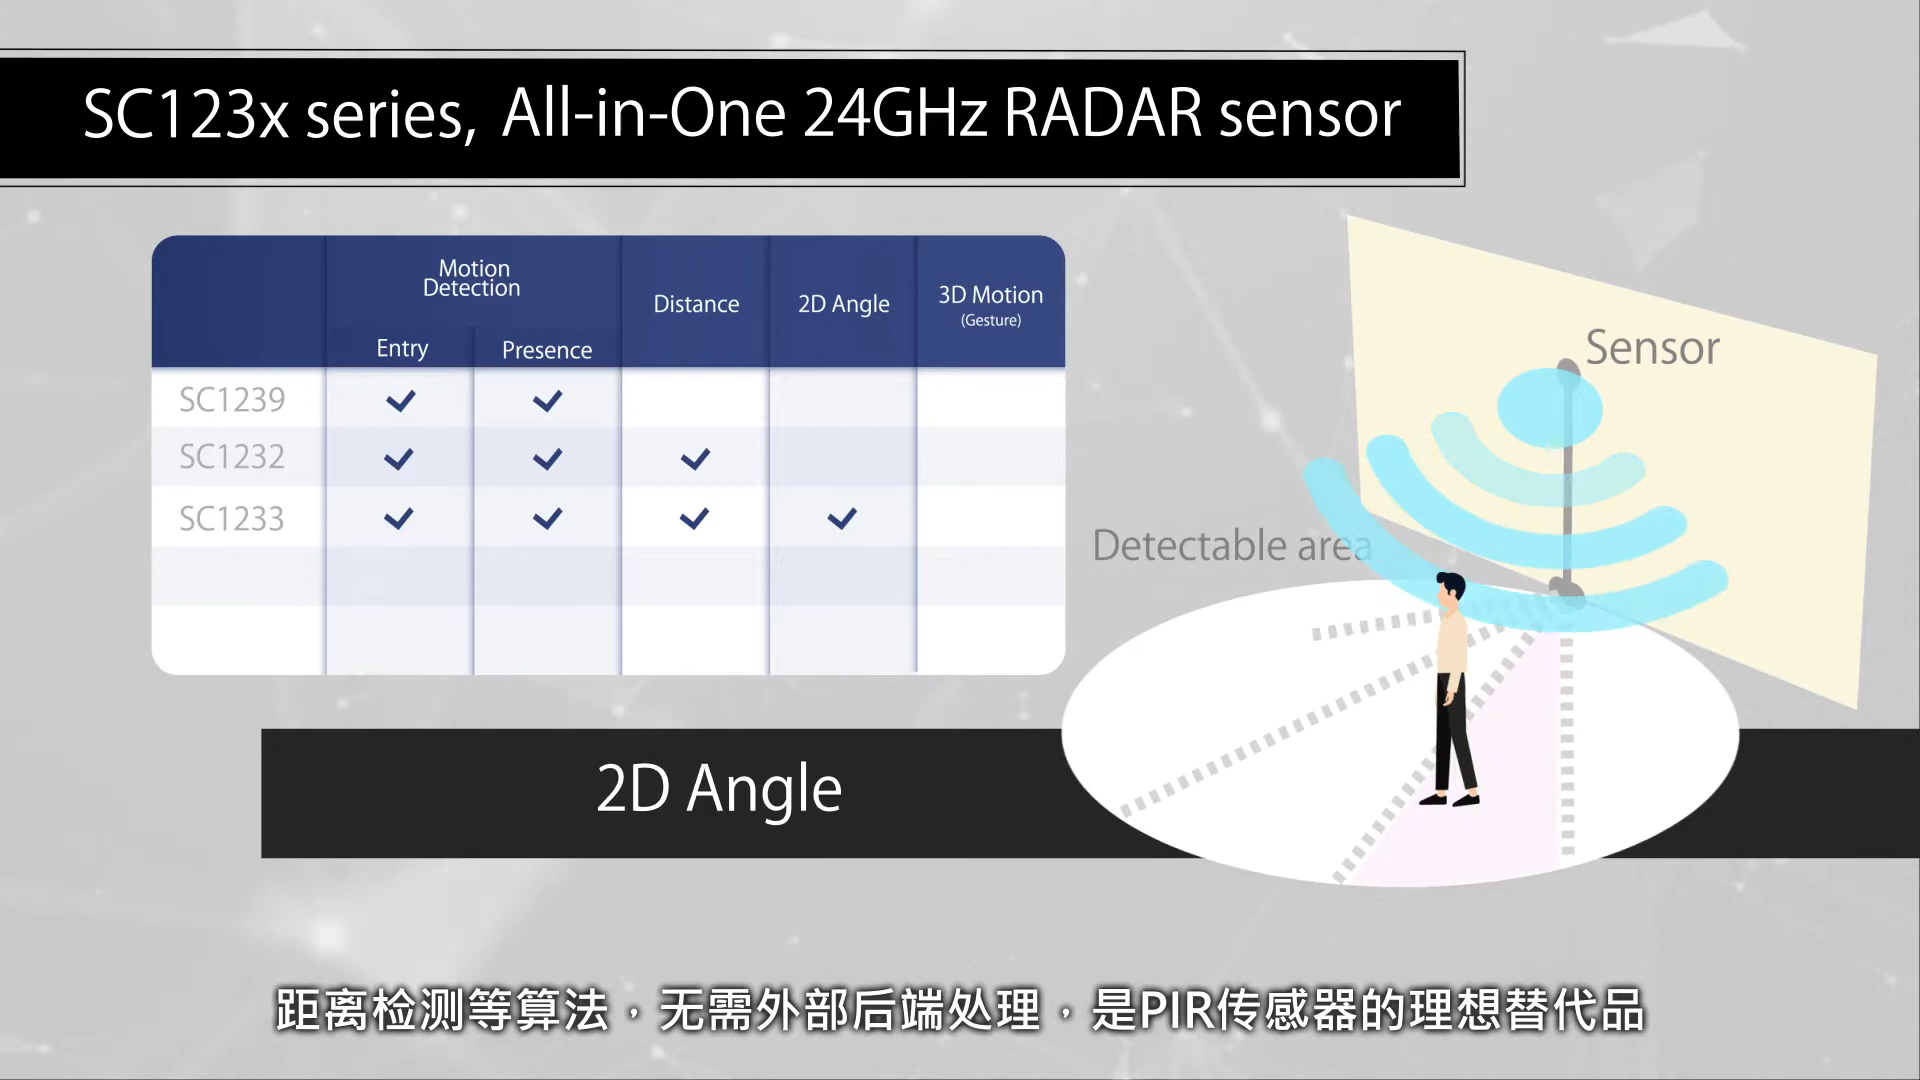 SC123x series, All-in-One 24GHz RADAR sensor
Motion
Detection
Distance
2D Angle
3D Motion
(Gesture)
Entry
Presence
SC1239
SC1232
SC1233
Sensor
Detectable area
2D Angle
距离检测等算法，无需外部后端处理，是PIR传感器的理想替代品